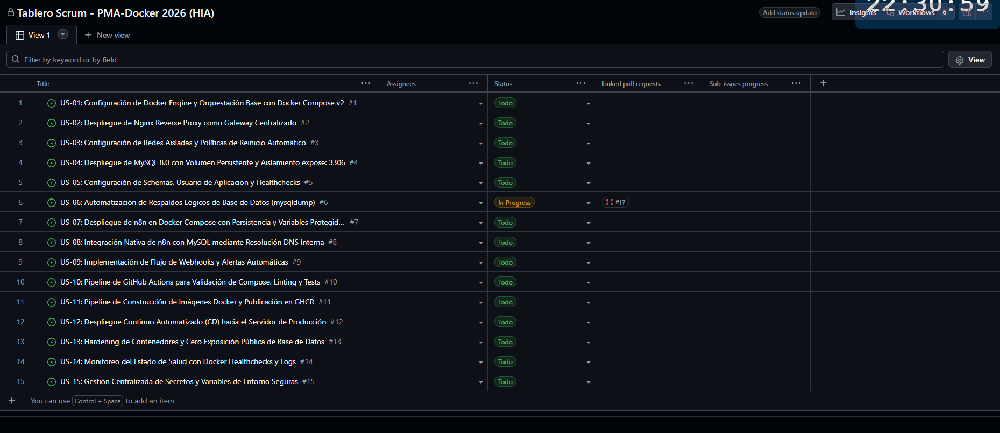 Tablero Scrum - PMA-Docker 2026 (HIA)
Add status update
Insights
Workflows 6
22:30:59
View 1
New view
Filter by keyword or by field
View
Title Assignees Status Linked pull requests Sub-issues progress
1 US-01: Configuración de Docker Engine y Orquestación Base con Docker Compose v2 #1 Todo
2 US-02: Despliegue de Nginx Reverse Proxy como Gateway Centralizado #2 Todo
3 US-03: Configuración de Redes Aisladas y Políticas de Reinicio Automático #3 Todo
4 US-04: Despliegue de MySQL 8.0 con Volumen Persistente y Aislamiento expose: 3306 #4 Todo
5 US-05: Configuración de Schemas, Usuario de Aplicación y Healthchecks #5 Todo
6 US-06: Automatización de Respaldos Lógicos de Base de Datos (mysqldump) #6 In Progress #17
7 US-07: Despliegue de n8n en Docker Compose con Persistencia y Variables Protegid... #7 Todo
8 US-08: Integración Nativa de n8n con MySQL mediante Resolución DNS Interna #8 Todo
9 US-09: Implementación de Flujo de Webhooks y Alertas Automáticas #9 Todo
10 US-10: Pipeline de GitHub Actions para Validación de Compose, Linting y Tests #10 Todo
11 US-11: Pipeline de Construcción de Imágenes Docker y Publicación en GHCR #11 Todo
12 US-12: Despliegue Continuo Automatizado (CD) hacia el Servidor de Producción #12 Todo
13 US-13: Hardening de Contenedores y Cero Exposición Pública de Base de Datos #13 Todo
14 US-14: Monitoreo del Estado de Salud con Docker Healthchecks y Logs #14 Todo
15 US-15: Gestión Centralizada de Secretos y Variables de Entorno Seguras #15 Todo
You can use Control + Space to add an item